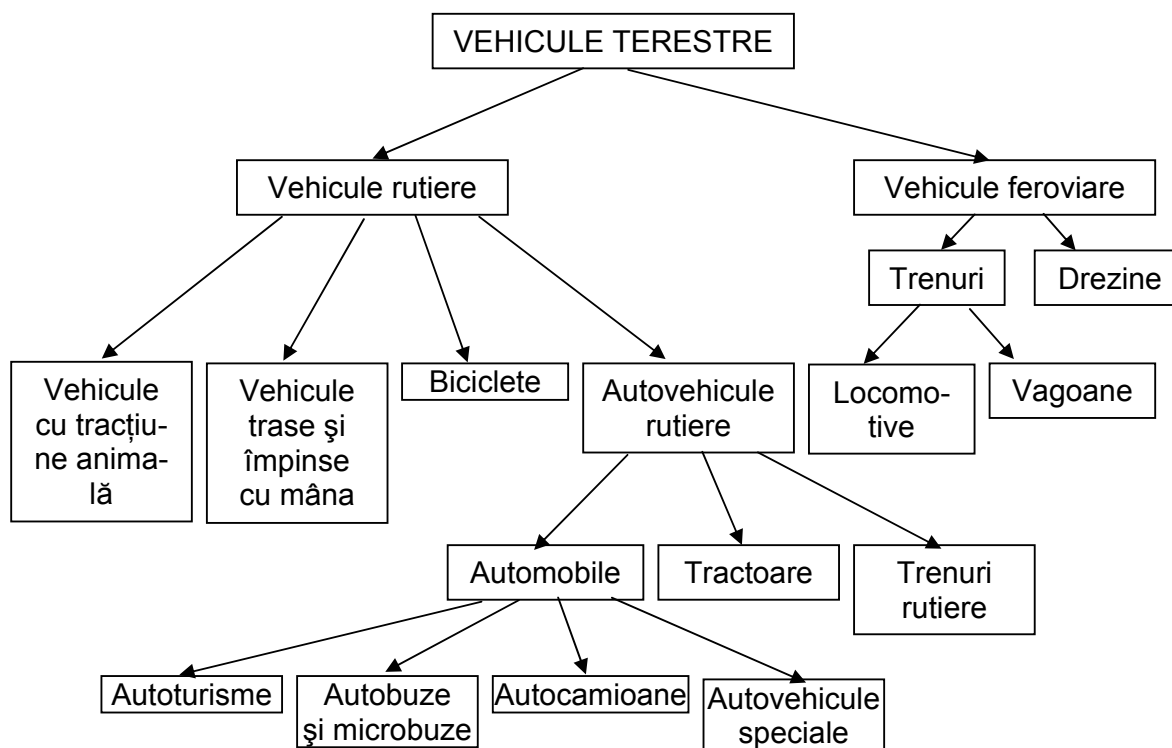 VEHICULE TERESTRE
Vehicule rutiere
Vehicule feroviare
Trenuri
Drezine
Vehicule
cu tracțiu-
ne anima-
lă
Vehicule
trase şi
împinse
cu mâna
Biciclete
Autovehicule
rutiere
Locomo-
tive
Vagoane
Automobile
Tractoare
Trenuri
rutiere
Autoturisme
Autobuze
şi microbuze
Autocamioane
Autovehicule
speciale